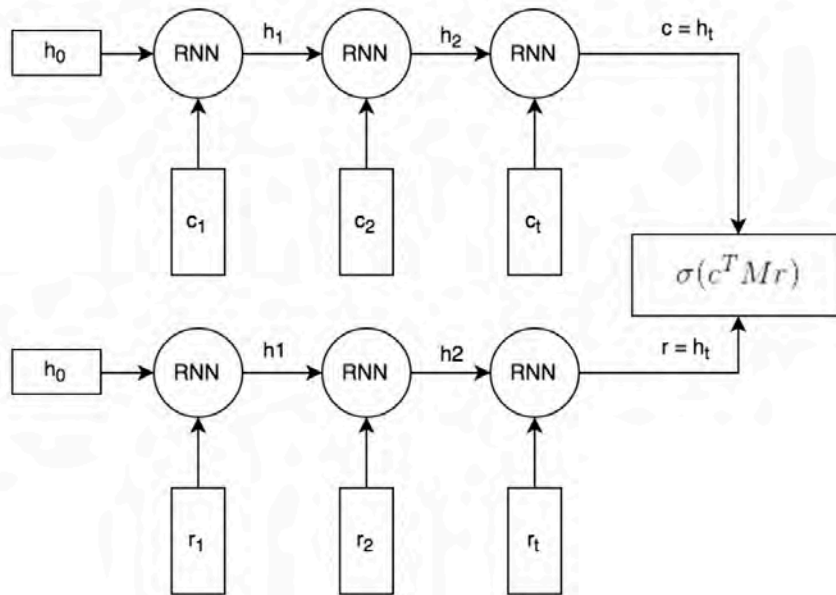 h₀ RNN h₁ RNN h₂ RNN c = hₜ
c₁ c₂ cₜ
σ(cᵀMr)
h₀ RNN h1 RNN h2 RNN r = hₜ
r₁ r₂ rₜ